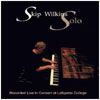 Skip Wilkins
Solo
Recorded Live in Concert at Lafayette College